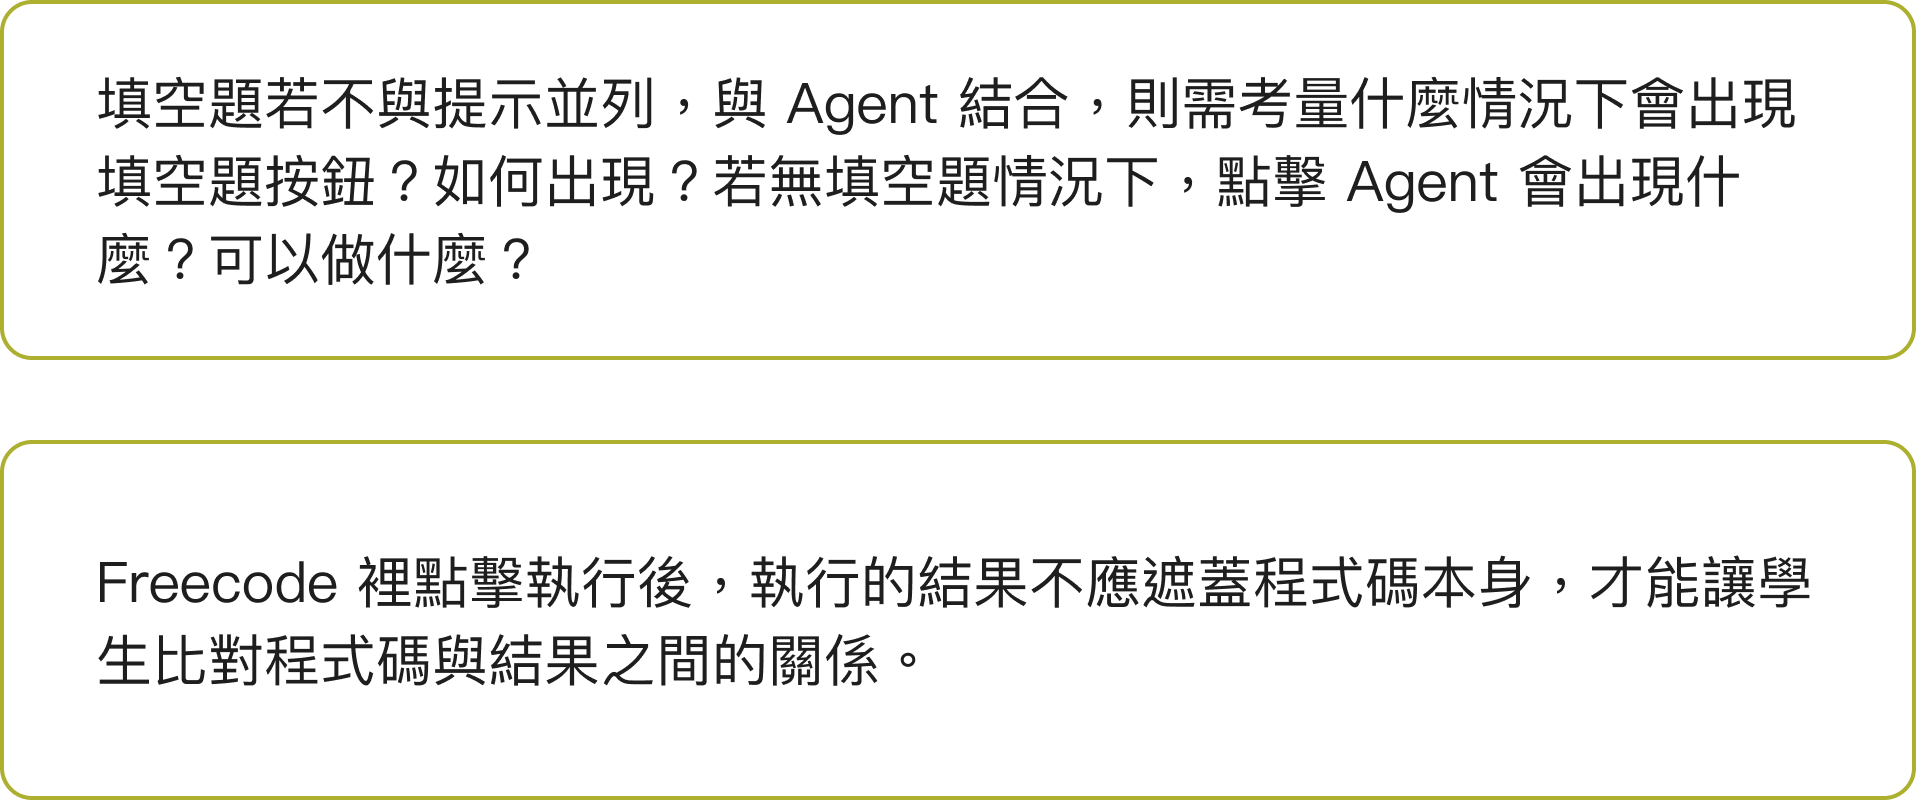 填空題若不與提示並列，與 Agent 結合，則需考量什麼情況下會出現
填空題按鈕？如何出現？若無填空題情況下，點擊 Agent 會出現什
麼？可以做什麼？
Freecode 裡點擊執行後，執行的結果不應遮蓋程式碼本身，才能讓學
生比對程式碼與結果之間的關係。